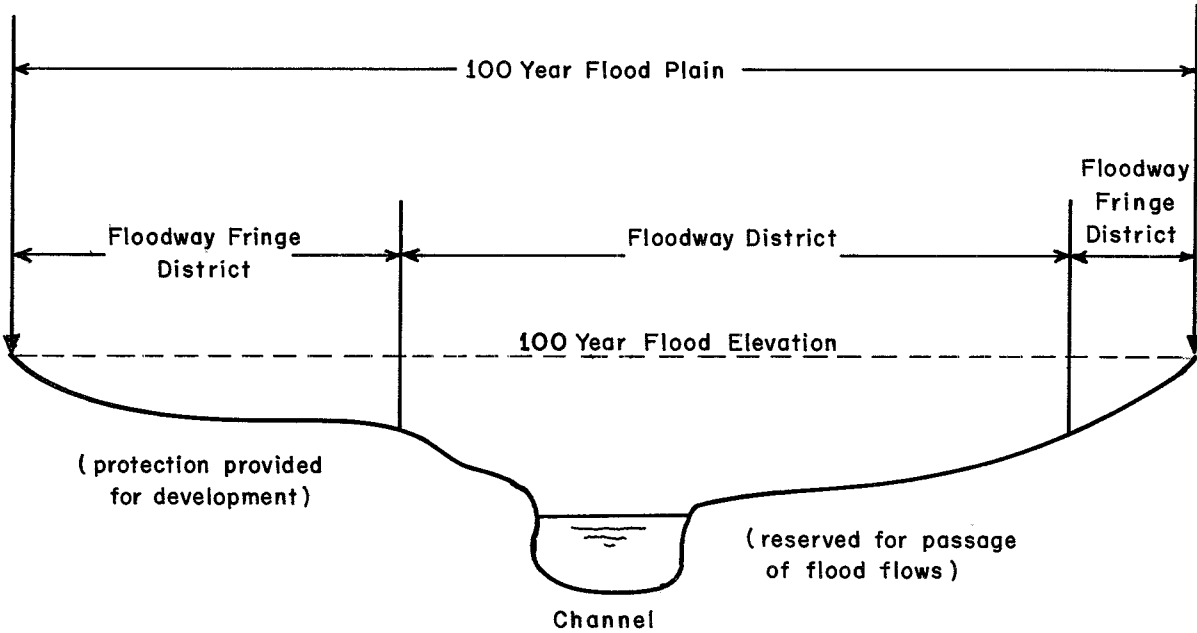 100 Year Flood Plain
Floodway
Fringe
District
Floodway Fringe
District
Floodway District
100 Year Flood Elevation
(protection provided
for development)
(reserved for passage
of flood flows)
Channel